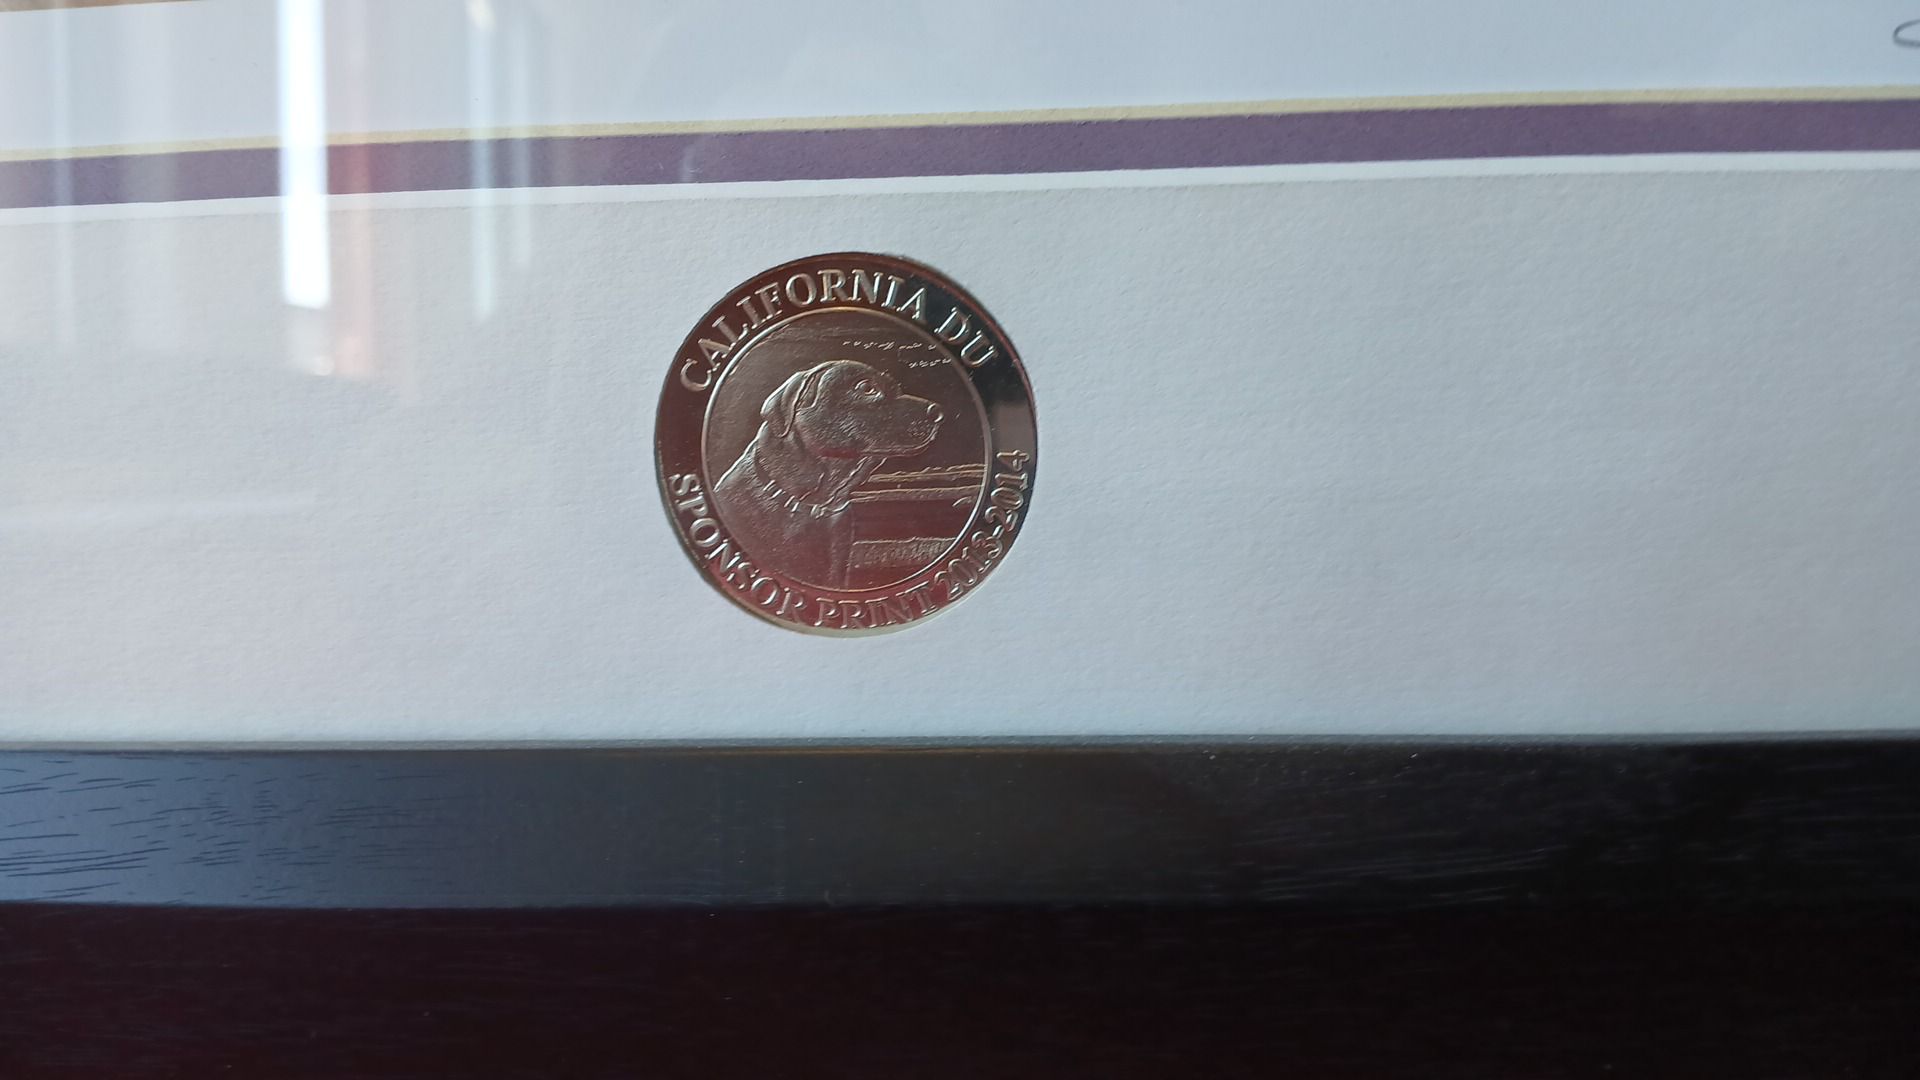 CALIFORNIA DU
SPONSOR PRINT 2013-2014